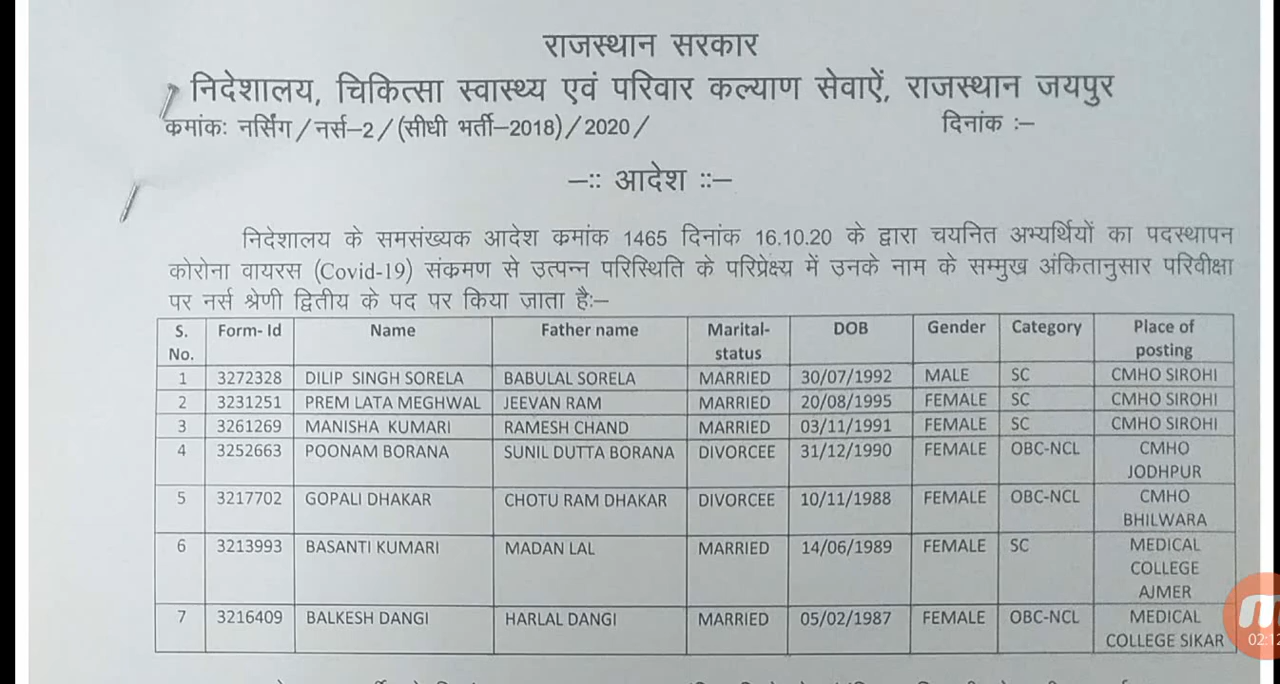 राजस्थान सरकार
निदेशालय, चिकित्सा स्वास्थ्य एवं परिवार कल्याण सेवाऐं, राजस्थान जयपुर
कमांकः नर्सिंग/नर्स–2/(सीधी भर्ती–2018)/2020/ दिनांक :–
–:: आदेश ::–
निदेशालय के समसंख्यक आदेश कमांक 1465 दिनांक 16.10.20 के द्वारा चयनित अभ्यर्थियों का पदस्थापन
कोरोना वायरस (Covid-19) संकमण से उत्पन्न परिस्थिति के परिप्रेक्ष्य में उनके नाम के सम्मुख अंकितानुसार परिवीक्षा
पर नर्स श्रेणी द्वितीय के पद पर किया जाता है:–
S. Form- Id Name Father name Marital- DOB Gender Category Place of
No. status posting
1 3272328 DILIP SINGH SORELA BABULAL SORELA MARRIED 30/07/1992 MALE SC CMHO SIROHI
2 3231251 PREM LATA MEGHWAL JEEVAN RAM MARRIED 20/08/1995 FEMALE SC CMHO SIROHI
3 3261269 MANISHA KUMARI RAMESH CHAND MARRIED 03/11/1991 FEMALE SC CMHO SIROHI
4 3252663 POONAM BORANA SUNIL DUTTA BORANA DIVORCEE 31/12/1990 FEMALE OBC-NCL CMHO
JODHPUR
5 3217702 GOPALI DHAKAR CHOTU RAM DHAKAR DIVORCEE 10/11/1988 FEMALE OBC-NCL CMHO
BHILWARA
6 3213993 BASANTI KUMARI MADAN LAL MARRIED 14/06/1989 FEMALE SC MEDICAL
COLLEGE
AJMER
7 3216409 BALKESH DANGI HARLAL DANGI MARRIED 05/02/1987 FEMALE OBC-NCL MEDICAL
COLLEGE SIKAR
02:12